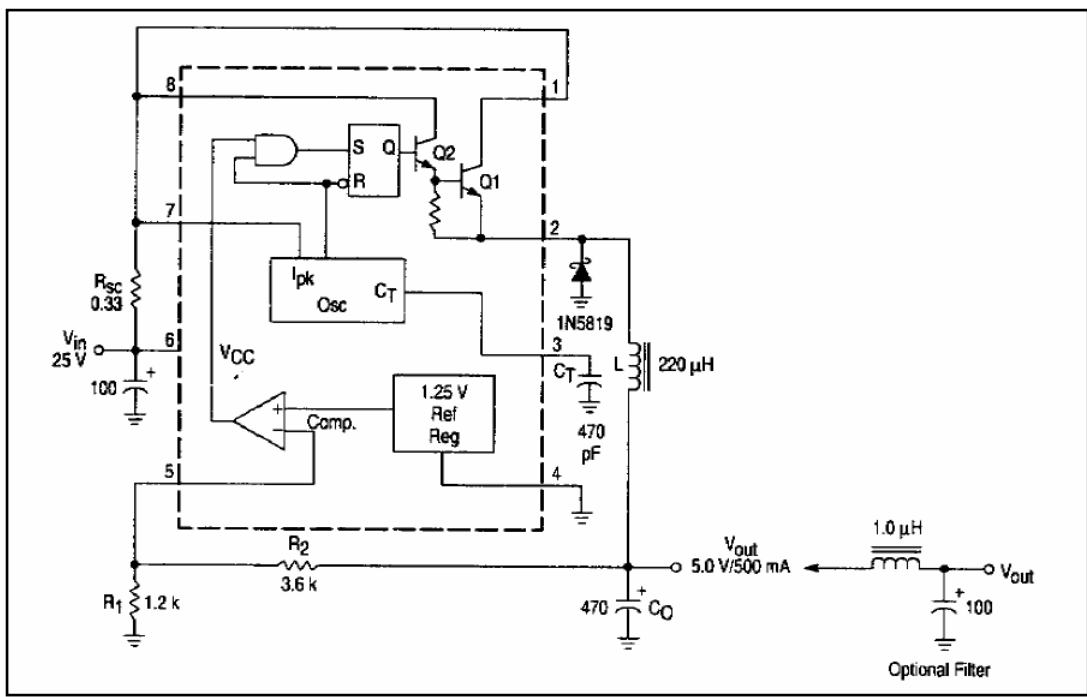 8
1
S
Q
R
Q2
Q1
7
2
Ipk
Osc
CT
Rsc
0.33
1N5819
Vin
25 V
6
VCC
3
CT
L
220 µH
100
+
+
−
Comp.
1.25 V
Ref
Reg
470
pF
5
4
R2
3.6 k
Vout
5.0 V/500 mA
1.0 µH
Vout
R1
1.2 k
470
+
CO
+
100
Optional Filter